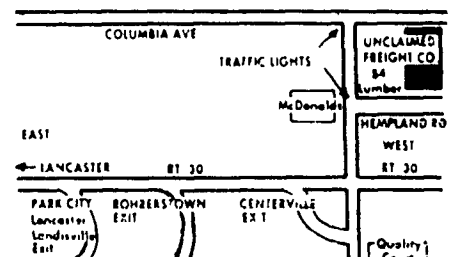 COLUMBIA AVE
TRAFFIC LIGHTS
UNCLAIMED
FREIGHT CO.
84
Lumber
McDonalds
HEMPLAND RD
EAST
WEST
LANCASTER
RT 30
RT 30
PARK CITY
Lancaster
Landisville
Exit
ROHRERSTOWN
EXIT
CENTERVILLE
EXIT
Quality
Court